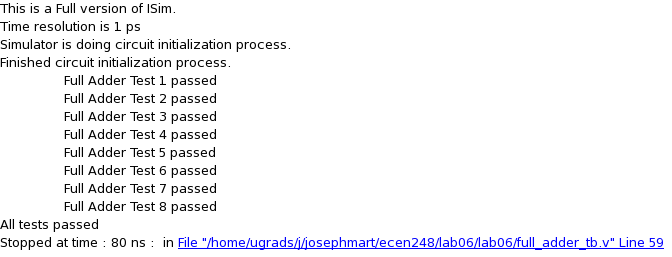 This is a Full version of ISim.
Time resolution is 1 ps
Simulator is doing circuit initialization process.
Finished circuit initialization process.
Full Adder Test 1 passed
Full Adder Test 2 passed
Full Adder Test 3 passed
Full Adder Test 4 passed
Full Adder Test 5 passed
Full Adder Test 6 passed
Full Adder Test 7 passed
Full Adder Test 8 passed
All tests passed
Stopped at time : 80 ns :  in File "/home/ugrads/j/josephmart/ecen248/lab06/lab06/full_adder_tb.v" Line 59